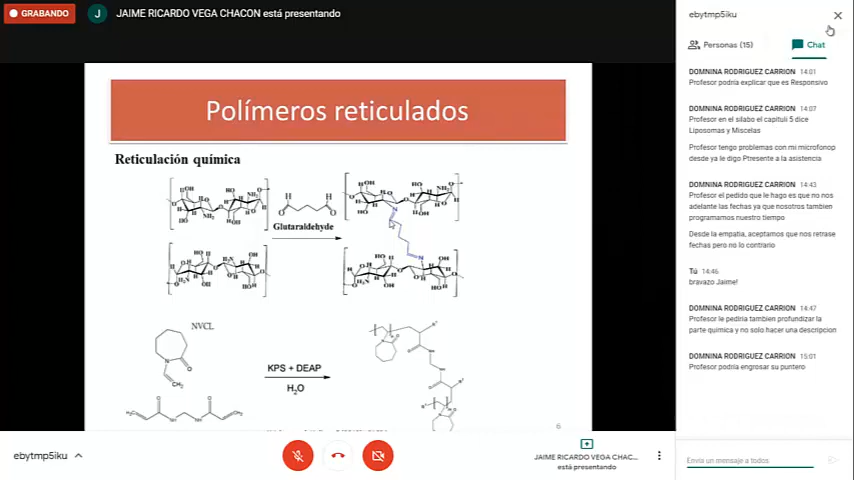 GRABANDO
J
JAIME RICARDO VEGA CHACON está presentando
Polímeros reticulados
Reticulación química
Glutaraldehyde
NVCL
KPS + DEAP
H₂O
6
ebytmp5iku
JAIME RICARDO VEGA CHAC...
está presentando
ebytmp5iku
Personas (15)
Chat
DOMNINA RODRIGUEZ CARRION 14:01
Profesor podría explicar que es Responsivo
DOMNINA RODRIGUEZ CARRION 14:07
Profesor en el silabo el capituli 5 dice
Liposomas y Miscelas
Profesor tengo problemas con mi microfonop
desde ya le digo Ptresente a la asistencia
DOMNINA RODRIGUEZ CARRION 14:43
Profesor el pedido que le hago es que no nos
adelante las fechas ya que nosotros tambien
programamos nuestro tiempo
Desde la empatia, aceptamos que nos retrase
fechas pero no lo contrario
Tú 14:46
bravazo Jaime!
DOMNINA RODRIGUEZ CARRION 14:47
Profesor le pediria tambien profundizar la
parte química y no solo hacer una descripcion
DOMNINA RODRIGUEZ CARRION 15:01
Profesor podria engrosar su puntero
Envía un mensaje a todos